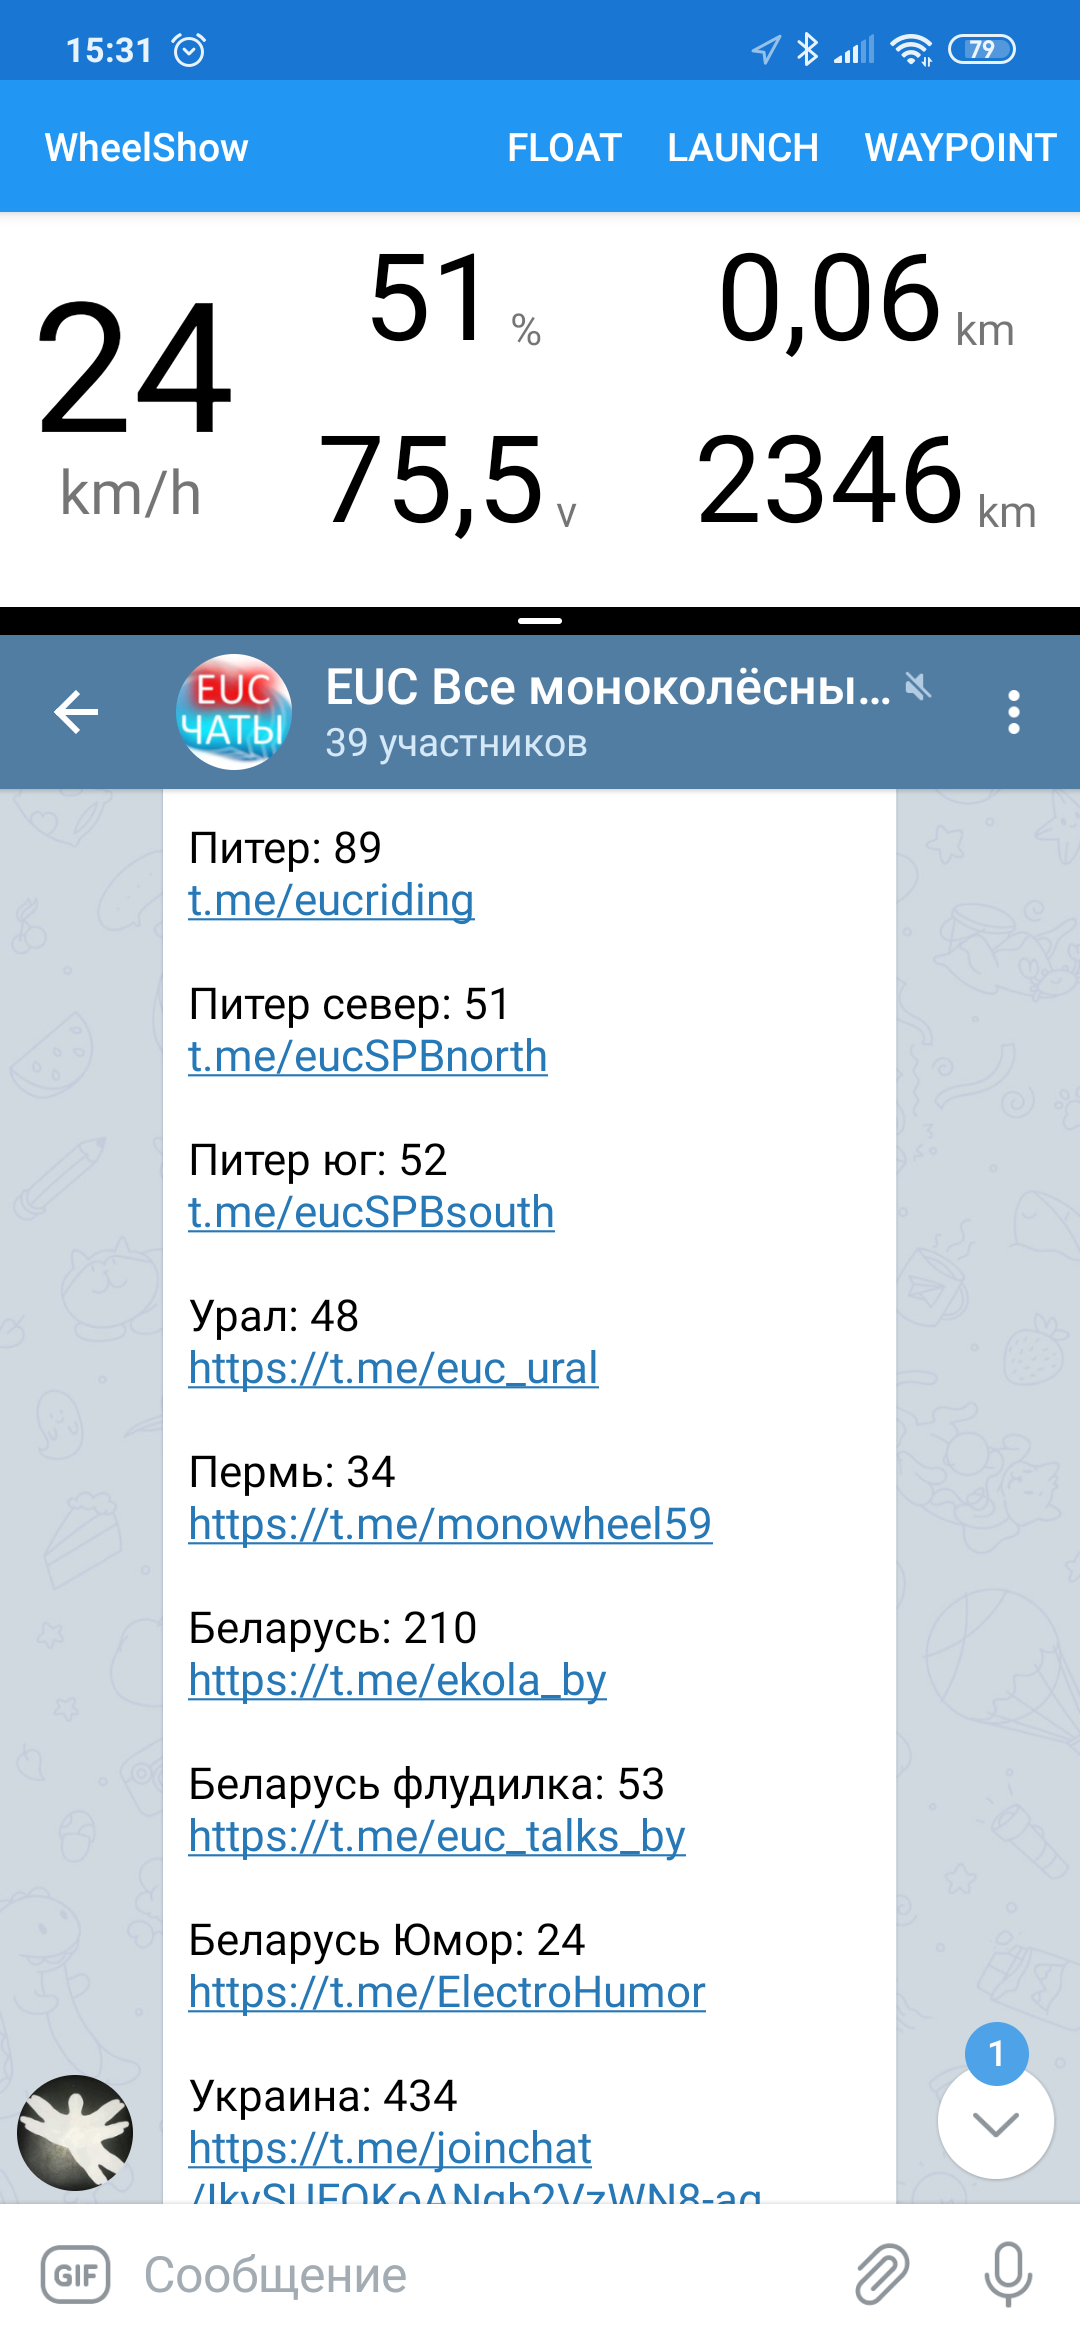 15:31
79
WheelShow FLOAT LAUNCH WAYPOINT
24 km/h
51 %
0,06 km
75,5 v
2346 km
EUC ЧАТЫ
EUC Все моноколёсны...
39 участников
Питер: 89
t.me/eucriding
Питер север: 51
t.me/eucSPBnorth
Питер юг: 52
t.me/eucSPBsouth
Урал: 48
https://t.me/euc_ural
Пермь: 34
https://t.me/monowheel59
Беларусь: 210
https://t.me/ekola_by
Беларусь флудилка: 53
https://t.me/euc_talks_by
Беларусь Юмор: 24
https://t.me/ElectroHumor
Украина: 434
https://t.me/joinchat
1
GIF Сообщение